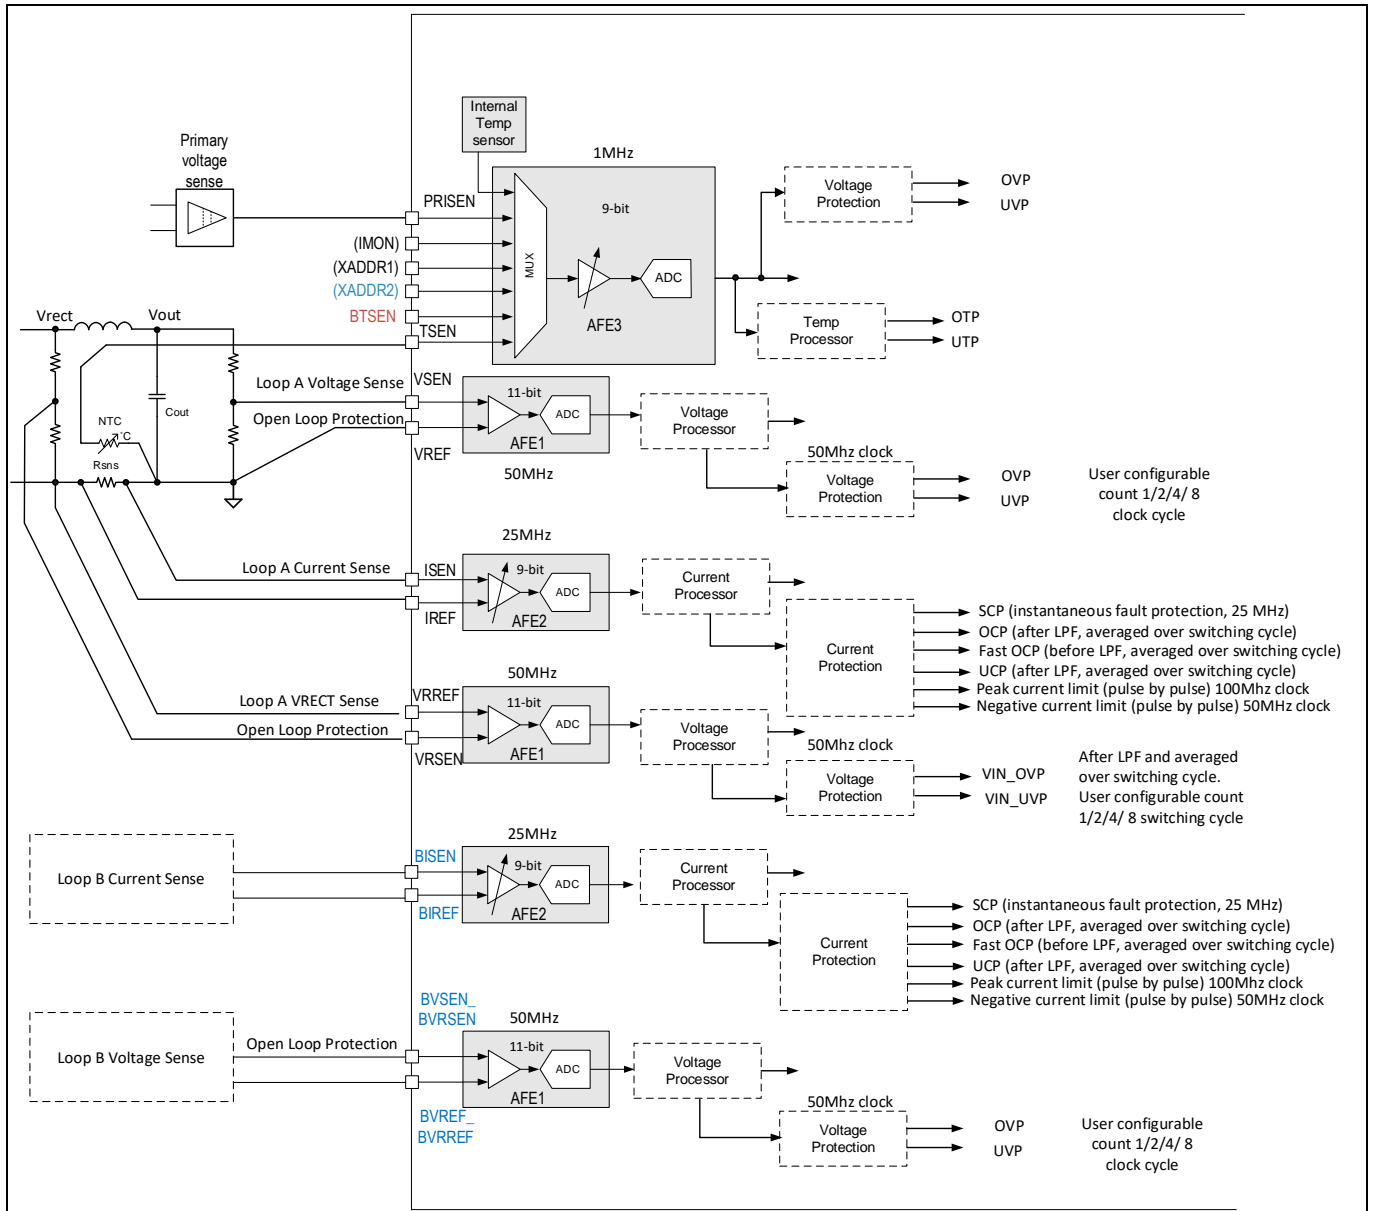 Internal
Temp
sensor
Primary
voltage
sense
1MHz
PRISEN
9-bit
Voltage
Protection
OVP
UVP
(IMON)
(XADDR1)
(XADDR2)
BTSEN
TSEN
MUX
ADC
AFE3
Temp
Processor
OTP
UTP
Vrect
Vout
Cout
NTC
°C
Rsns
Loop A Voltage Sense
VSEN
Open Loop Protection
VREF
11-bit
ADC
AFE1
50MHz
Voltage
Processor
50Mhz clock
Voltage
Protection
OVP
UVP
User configurable
count 1/2/4/ 8
clock cycle
25MHz
Loop A Current Sense
ISEN
IREF
9-bit
ADC
AFE2
Current
Processor
Current
Protection
SCP (instantaneous fault protection, 25 MHz)
OCP (after LPF, averaged over switching cycle)
Fast OCP (before LPF, averaged over switching cycle)
UCP (after LPF, averaged over switching cycle)
Peak current limit (pulse by pulse) 100Mhz clock
Negative current limit (pulse by pulse) 50MHz clock
50MHz
Loop A VRECT Sense
VRREF
Open Loop Protection
VRSEN
11-bit
ADC
AFE1
Voltage
Processor
50Mhz clock
Voltage
Protection
VIN_OVP
VIN_UVP
After LPF and averaged
over switching cycle.
User configurable count
1/2/4/ 8 switching cycle
25MHz
Loop B Current Sense
BISEN
BIREF
9-bit
ADC
AFE2
Current
Processor
Current
Protection
SCP (instantaneous fault protection, 25 MHz)
OCP (after LPF, averaged over switching cycle)
Fast OCP (before LPF, averaged over switching cycle)
UCP (after LPF, averaged over switching cycle)
Peak current limit (pulse by pulse) 100Mhz clock
Negative current limit (pulse by pulse) 50MHz clock
BVSEN_
BVRSEN
50MHz
Loop B Voltage Sense
Open Loop Protection
11-bit
ADC
AFE1
BVREF_
BVRREF
Voltage
Processor
50Mhz clock
Voltage
Protection
OVP
UVP
User configurable
count 1/2/4/ 8
clock cycle